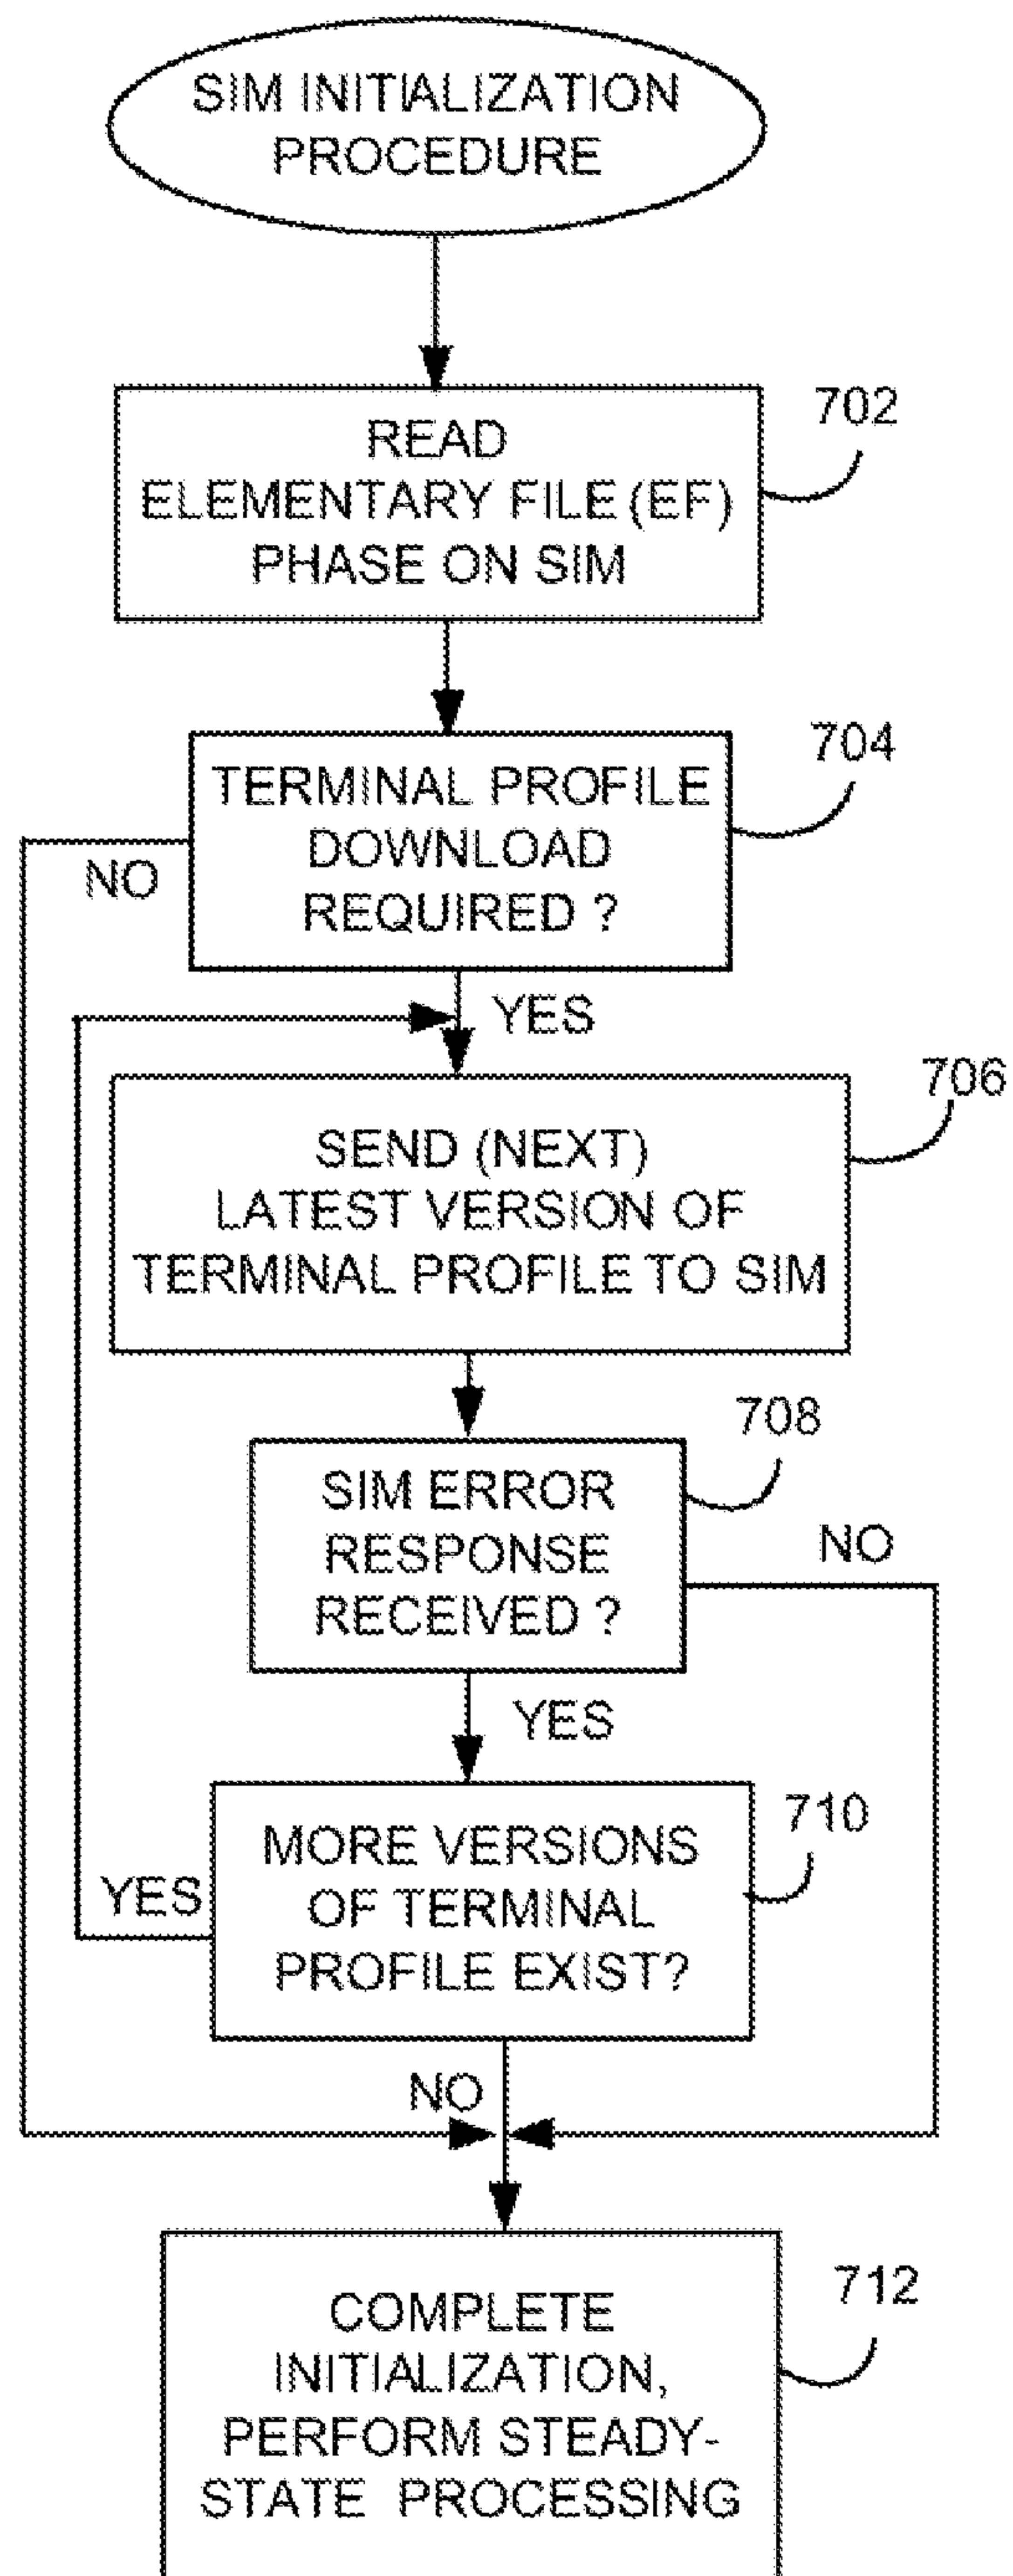 SIM INITIALIZATION
PROCEDURE
702
READ
ELEMENTARY FILE (EF)
PHASE ON SIM
704
TERMINAL PROFILE
DOWNLOAD
REQUIRED ?
NO
YES
706
SEND (NEXT)
LATEST VERSION OF
TERMINAL PROFILE TO SIM
708
SIM ERROR
RESPONSE
RECEIVED ?
NO
YES
710
MORE VERSIONS
OF TERMINAL
PROFILE EXIST?
YES
NO
712
COMPLETE
INITIALIZATION,
PERFORM STEADY-
STATE PROCESSING